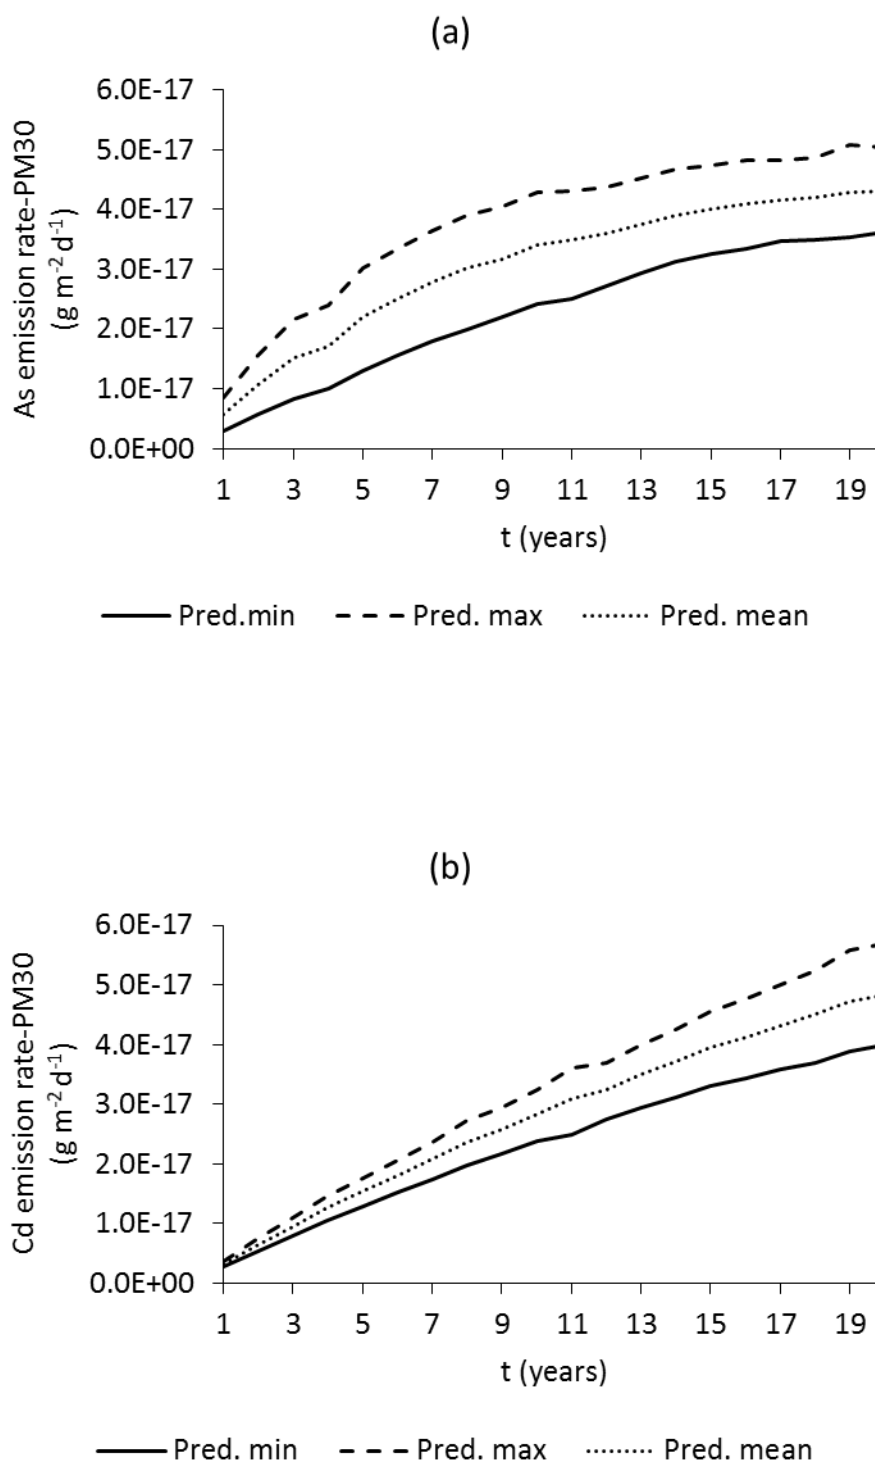 (a)
6.0E-17
5.0E-17
4.0E-17
3.0E-17
2.0E-17
1.0E-17
0.0E+00
As emission rate-PM30
(g m-2 d-1)
1 3 5 7 9 11 13 15 17 19
t (years)
Pred.min Pred. max Pred. mean
(b)
6.0E-17
5.0E-17
4.0E-17
3.0E-17
2.0E-17
1.0E-17
0.0E+00
Cd emission rate-PM30
(g m-2 d-1)
1 3 5 7 9 11 13 15 17 19
t (years)
Pred. min Pred. max Pred. mean